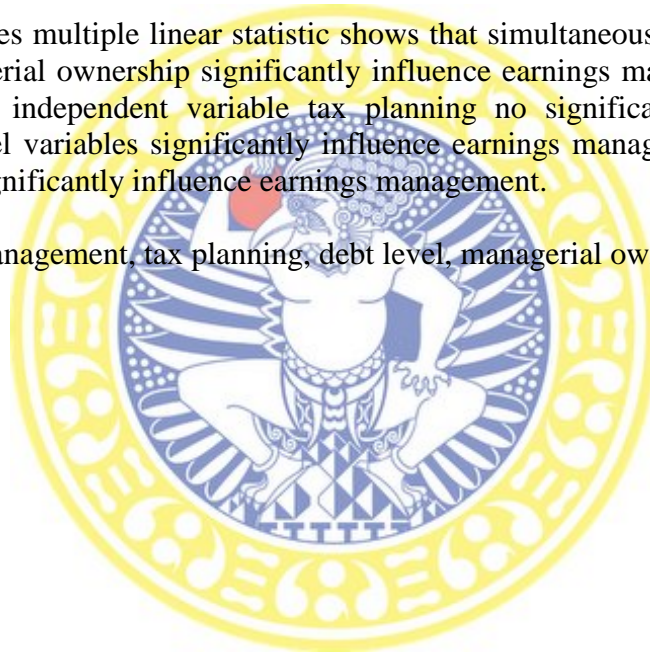 es multiple linear statistic shows that simultaneous
erial ownership significantly influence earnings ma
independent variable tax planning no significa
el variables significantly influence earnings manag
gnificantly influence earnings management.
anagement, tax planning, debt level, managerial ow